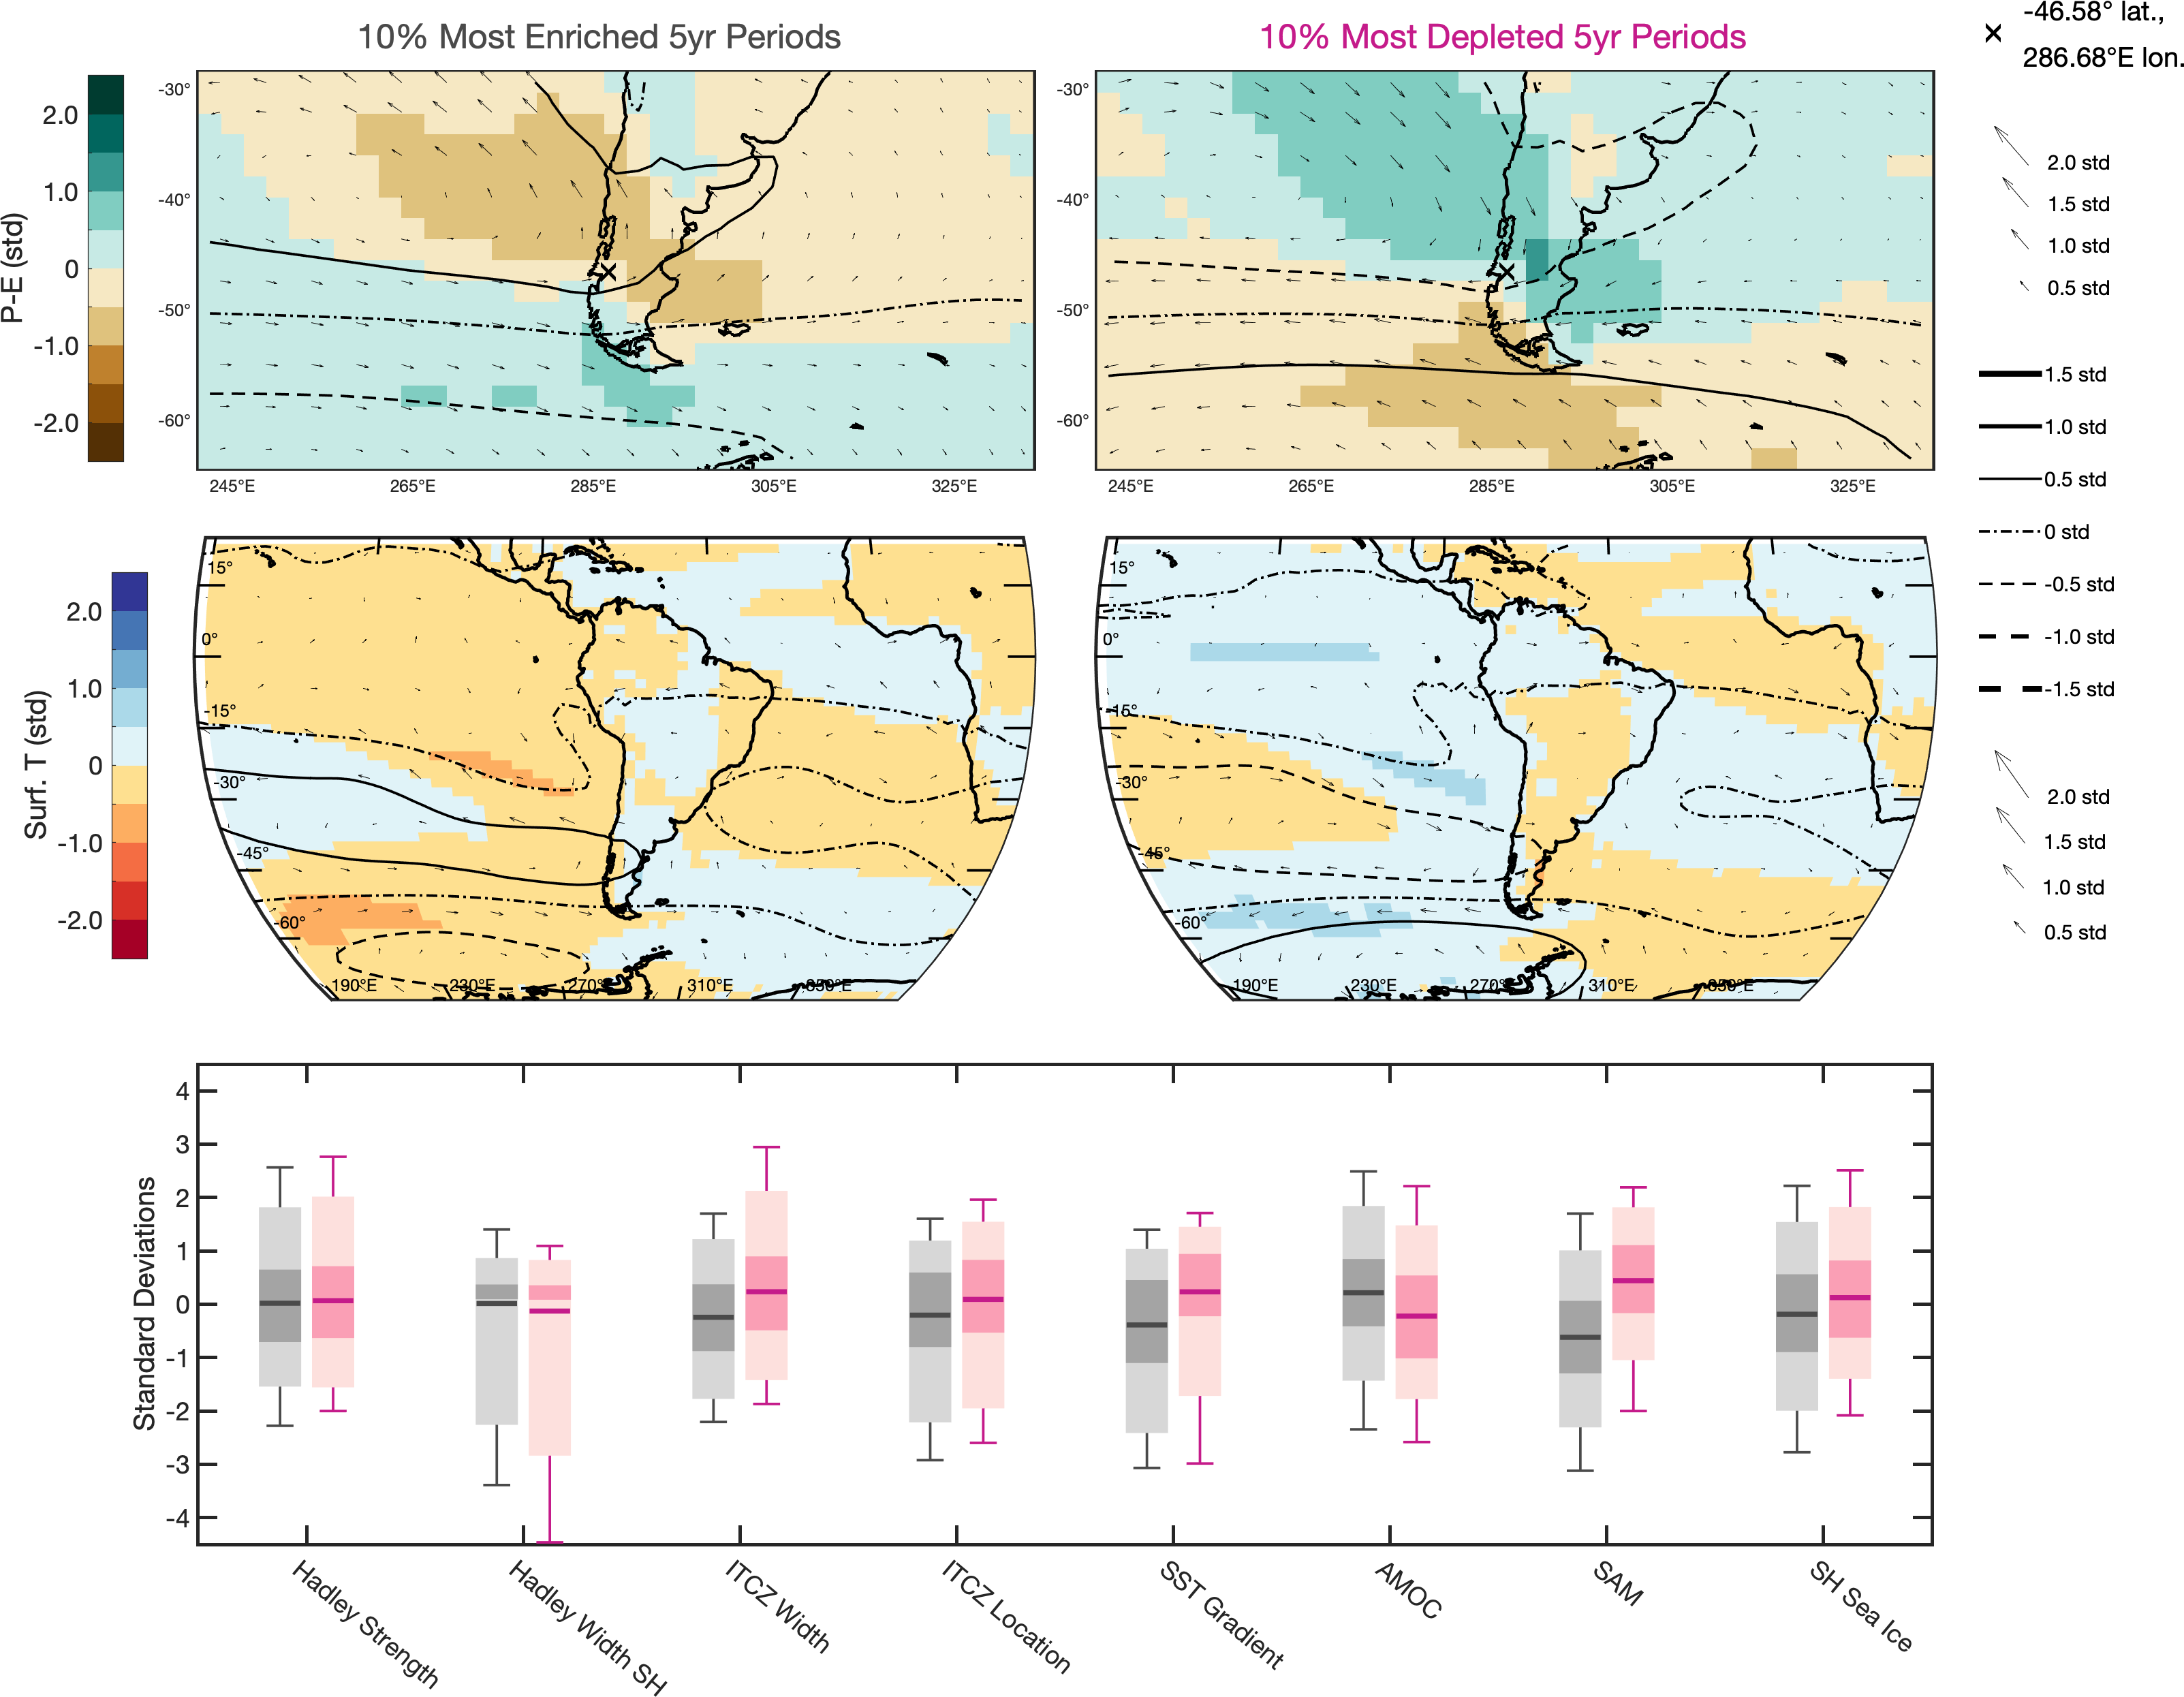 10% Most Enriched 5yr Periods
10% Most Depleted 5yr Periods
-46.58° lat.,
286.68°E lon.
P-E (std)
2.0
1.0
0
-1.0
-2.0
-30°
-40°
-50°
-60°
245°E
265°E
285°E
305°E
325°E
-30°
-40°
-50°
-60°
245°E
265°E
285°E
305°E
325°E
2.0 std
1.5 std
1.0 std
0.5 std
1.5 std
1.0 std
0.5 std
0 std
-0.5 std
-1.0 std
-1.5 std
Surf. T (std)
2.0
1.0
0
-1.0
-2.0
15°
0°
-15°
-30°
-45°
-60°
190°E
230°E
270°E
310°E
350°E
15°
0°
-15°
-30°
-45°
-60°
190°E
230°E
270°E
310°E
350°E
2.0 std
1.5 std
1.0 std
0.5 std
Standard Deviations
4
3
2
1
0
-1
-2
-3
-4
Hadley Strength
Hadley Width SH
ITCZ Width
ITCZ Location
SST Gradient
AMOC
SAM
SH Sea Ice